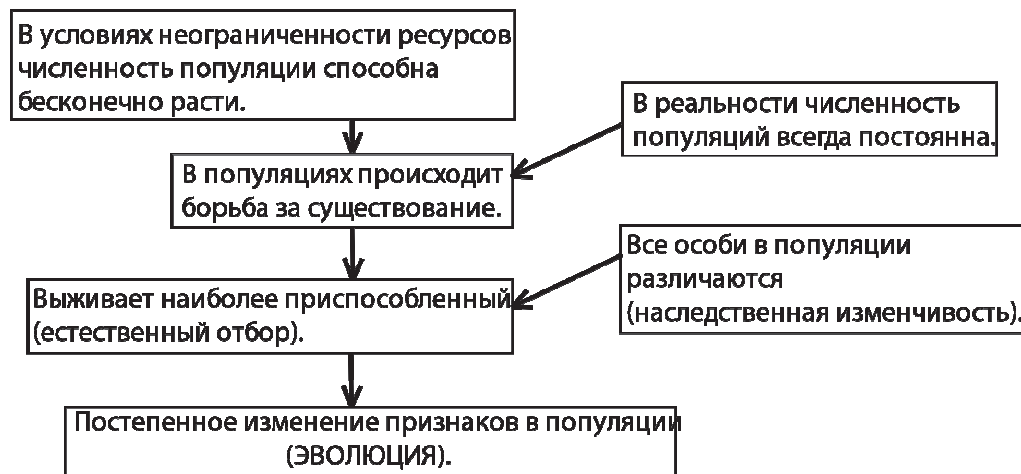 В условиях неограниченности ресурсов
численность популяции способна
бесконечно расти.
В реальности численность
популяций всегда постоянна.
В популяциях происходит
борьба за существование.
Все особи в популяции
различаются
(наследственная изменчивость).
Выживает наиболее приспособленный
(естественный отбор).
Постепенное изменение признаков в популяции
(ЭВОЛЮЦИЯ).